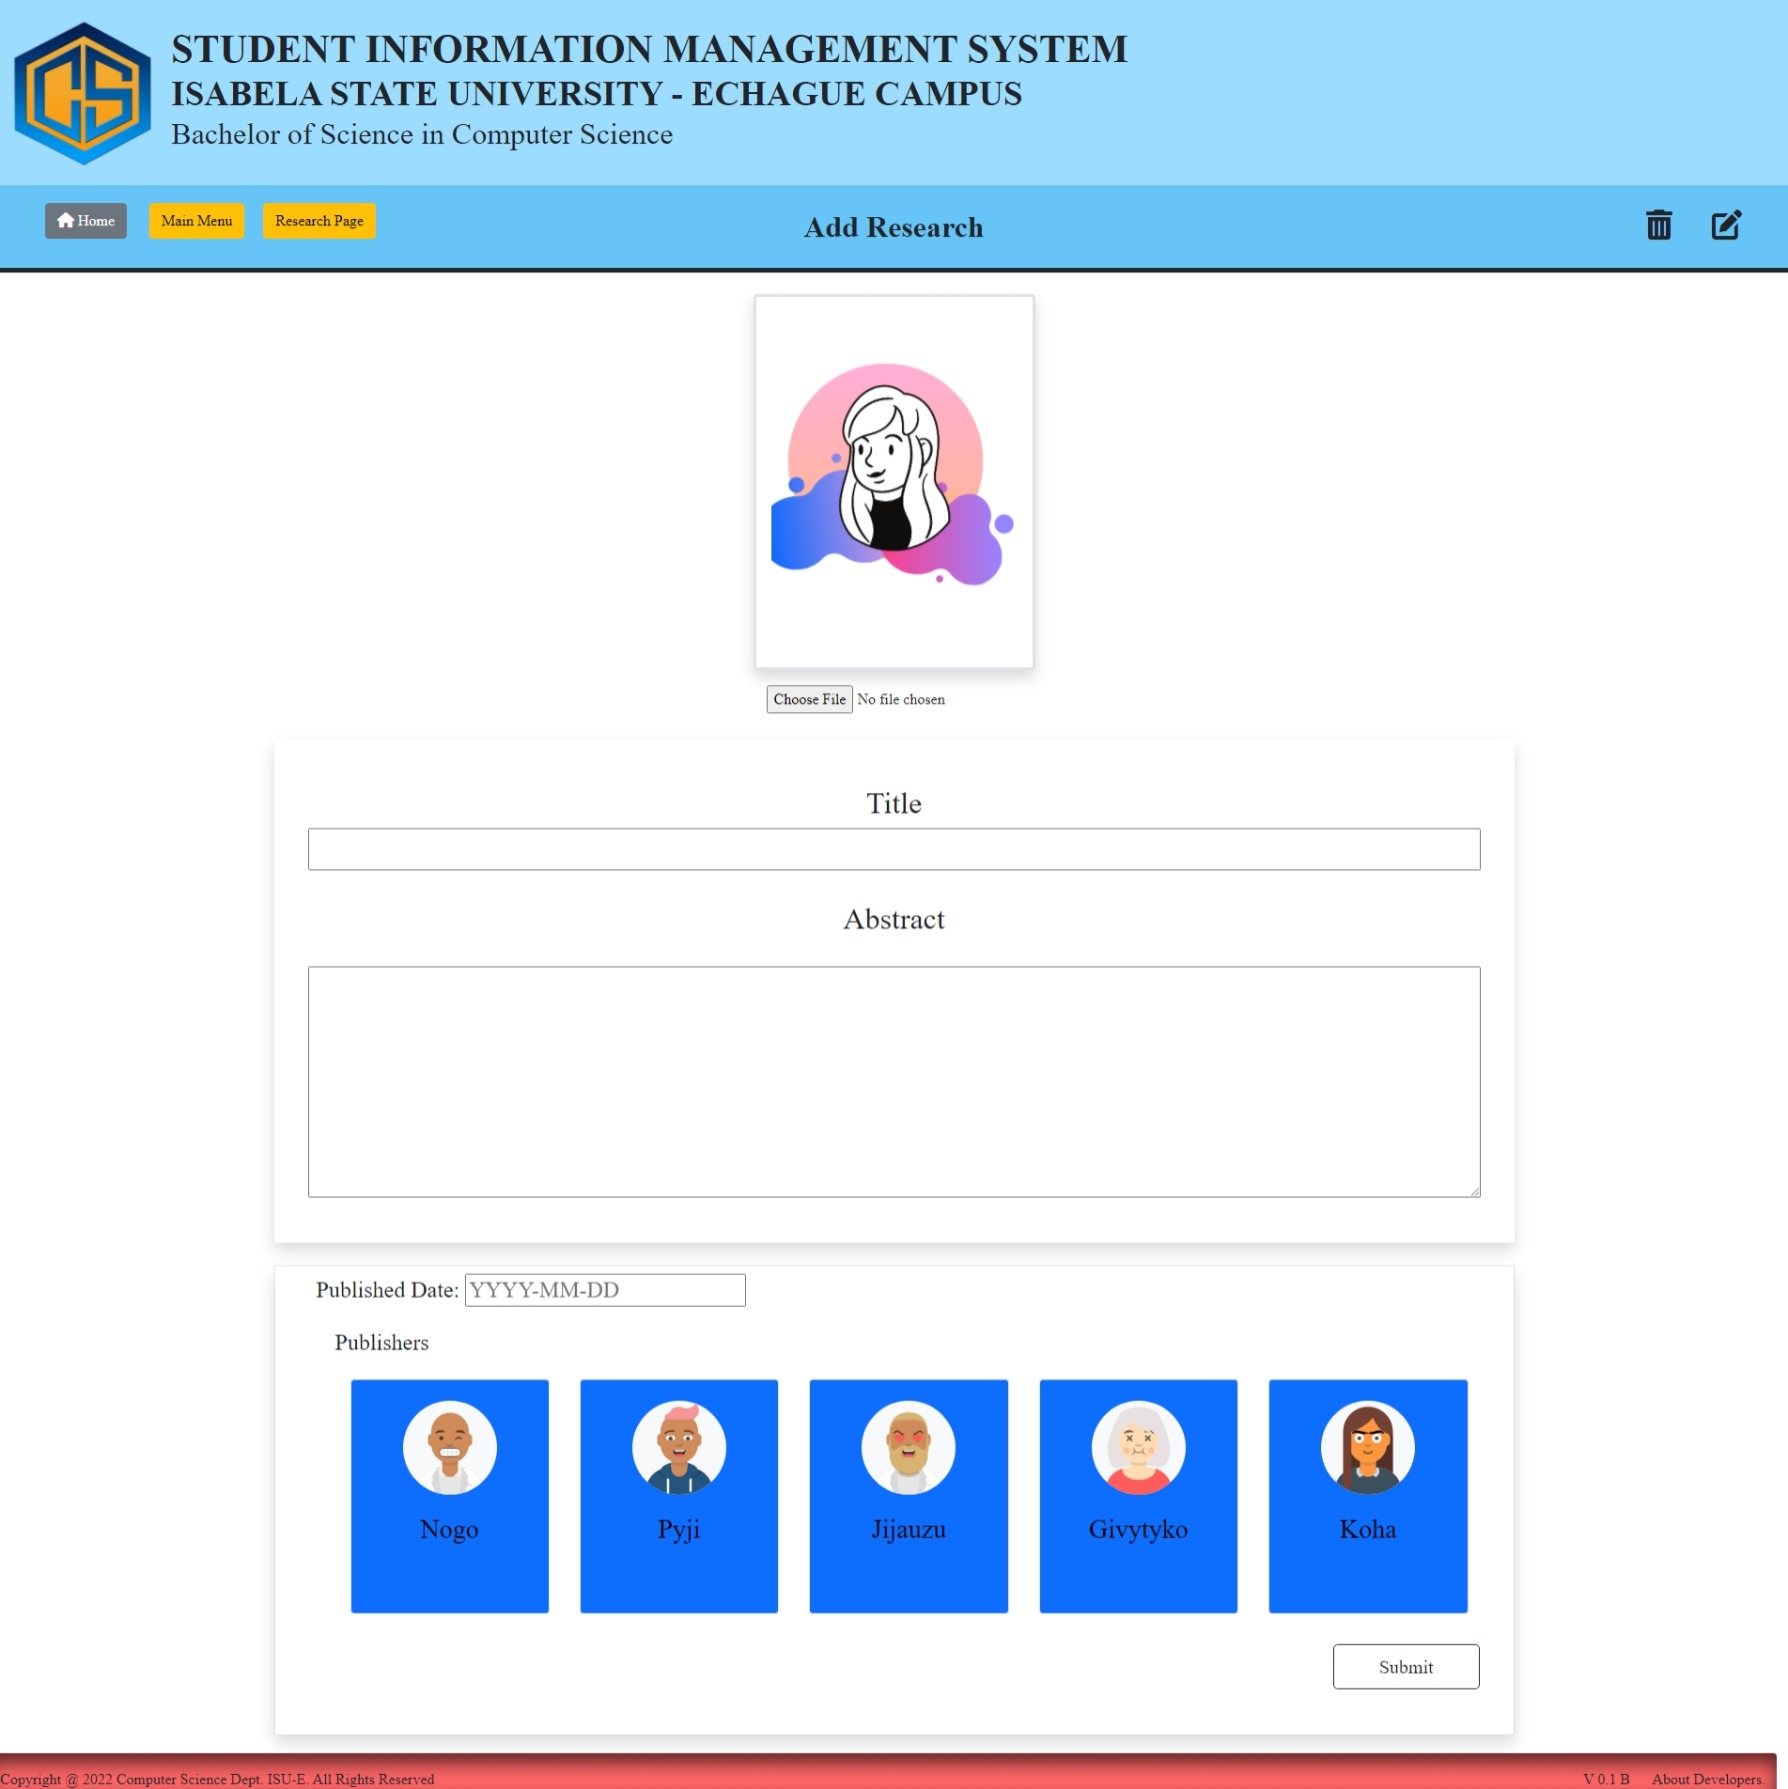 CS
STUDENT INFORMATION MANAGEMENT SYSTEM
ISABELA STATE UNIVERSITY - ECHAGUE CAMPUS
Bachelor of Science in Computer Science
Home
Main Menu
Research Page
Add Research
Choose File No file chosen
Title
Abstract
Published Date: YYYY-MM-DD
Publishers
Nogo
Pyji
Jijauzu
Givytyko
Koha
Submit
Copyright @ 2022 Computer Science Dept. ISU-E. All Rights Reserved
V 0.1 B
About Developers.